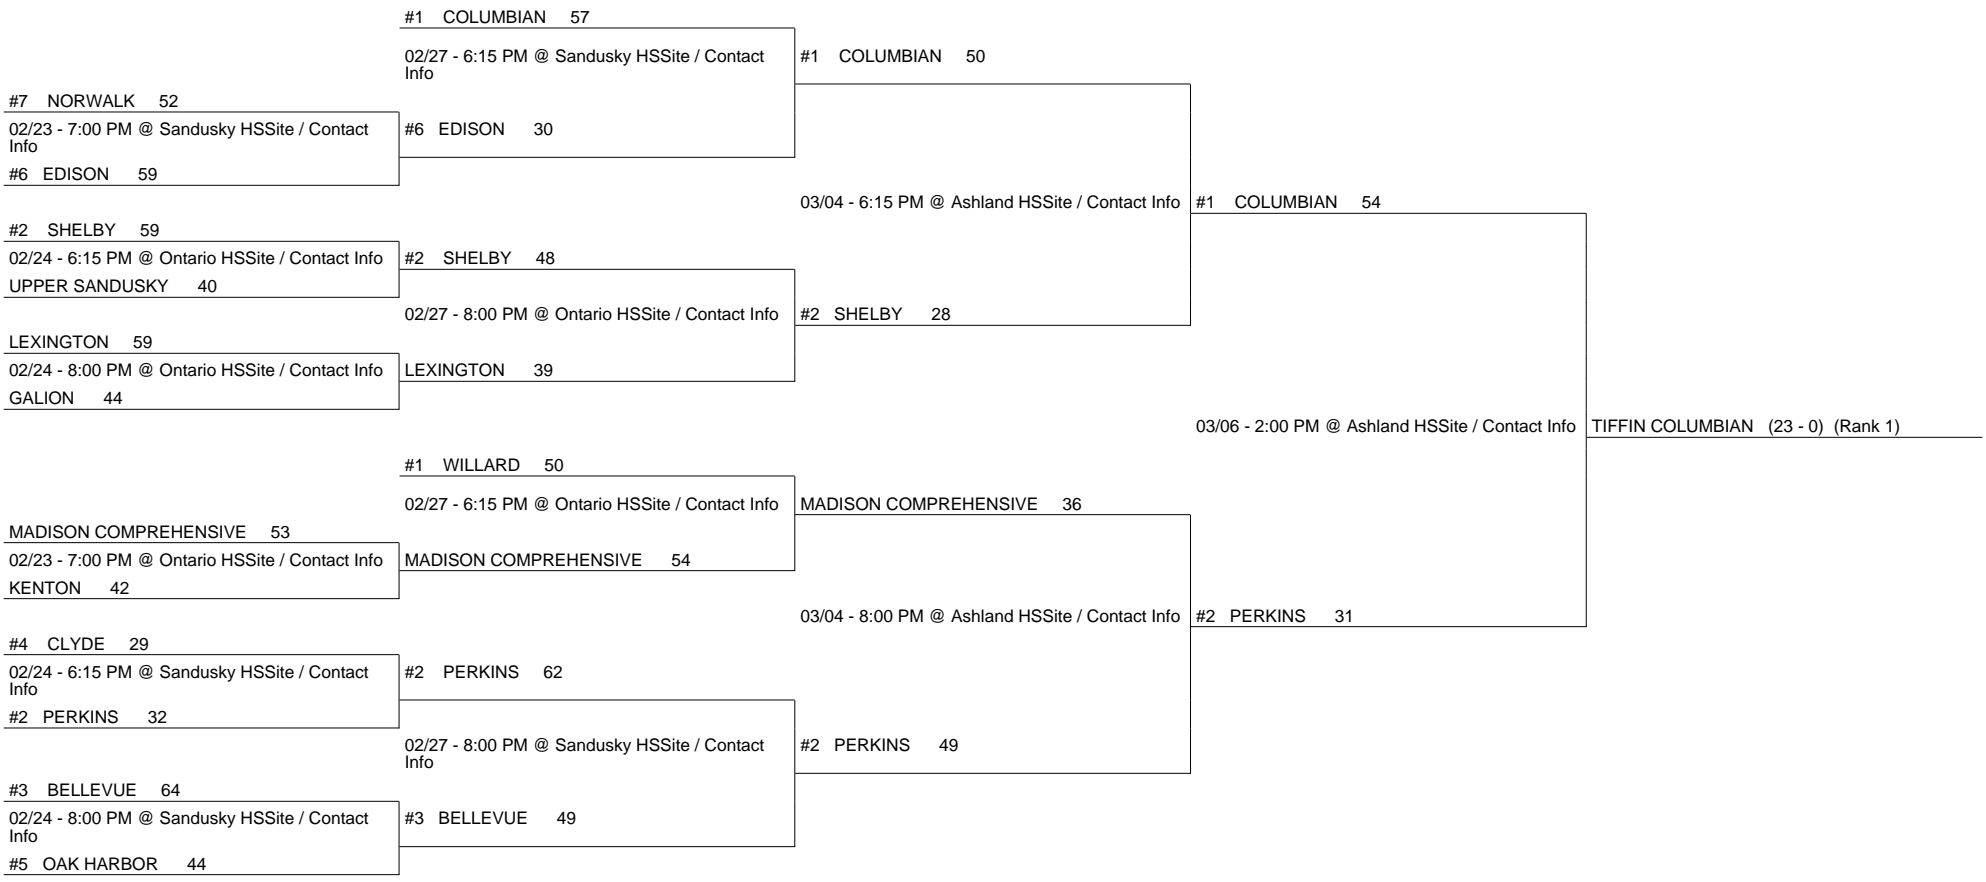 #1 COLUMBIAN 57
02/27 - 6:15 PM @ Sandusky HSSite / Contact
Info
#1 COLUMBIAN 50
#7 NORWALK 52
02/23 - 7:00 PM @ Sandusky HSSite / Contact
Info
#6 EDISON 30
#6 EDISON 59
03/04 - 6:15 PM @ Ashland HSSite / Contact Info
#1 COLUMBIAN 54
#2 SHELBY 59
02/24 - 6:15 PM @ Ontario HSSite / Contact Info
#2 SHELBY 48
UPPER SANDUSKY 40
02/27 - 8:00 PM @ Ontario HSSite / Contact Info
#2 SHELBY 28
LEXINGTON 59
02/24 - 8:00 PM @ Ontario HSSite / Contact Info
LEXINGTON 39
GALION 44
03/06 - 2:00 PM @ Ashland HSSite / Contact Info
TIFFIN COLUMBIAN (23 - 0) (Rank 1)
#1 WILLARD 50
02/27 - 6:15 PM @ Ontario HSSite / Contact Info
MADISON COMPREHENSIVE 36
MADISON COMPREHENSIVE 53
02/23 - 7:00 PM @ Ontario HSSite / Contact Info
MADISON COMPREHENSIVE 54
KENTON 42
03/04 - 8:00 PM @ Ashland HSSite / Contact Info
#2 PERKINS 31
#4 CLYDE 29
02/24 - 6:15 PM @ Sandusky HSSite / Contact
Info
#2 PERKINS 62
#2 PERKINS 32
02/27 - 8:00 PM @ Sandusky HSSite / Contact
Info
#2 PERKINS 49
#3 BELLEVUE 64
02/24 - 8:00 PM @ Sandusky HSSite / Contact
Info
#3 BELLEVUE 49
#5 OAK HARBOR 44